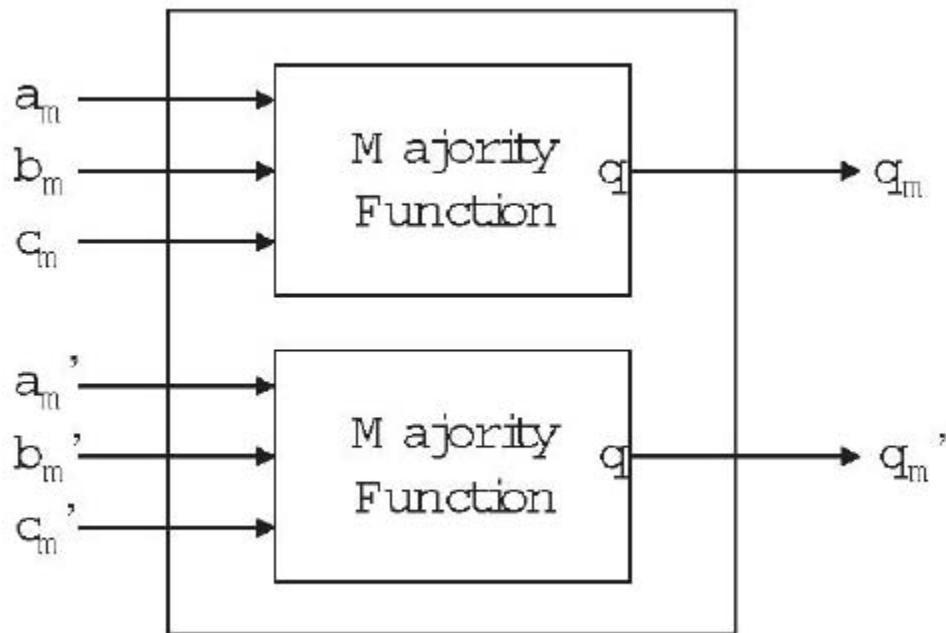 a_m
b_m
c_m
Majority
Function
q
q_m
a_m'
b_m'
c_m'
Majority
Function
q
q_m'